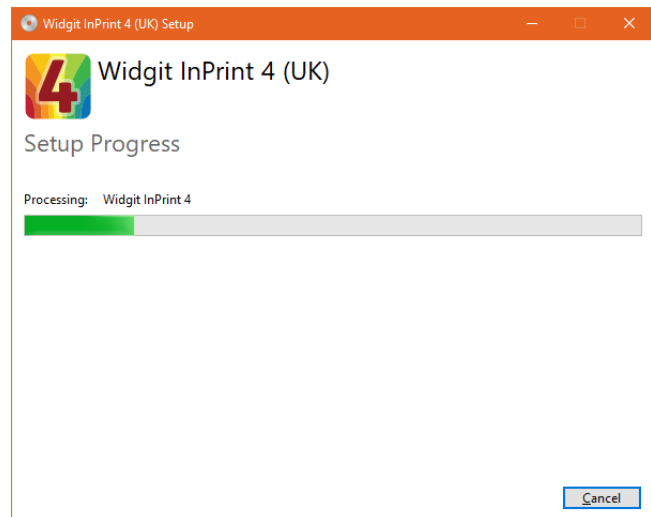 Widgit InPrint 4 (UK) Setup
4 Widgit InPrint 4 (UK)
Setup Progress
Processing: Widgit InPrint 4
Cancel